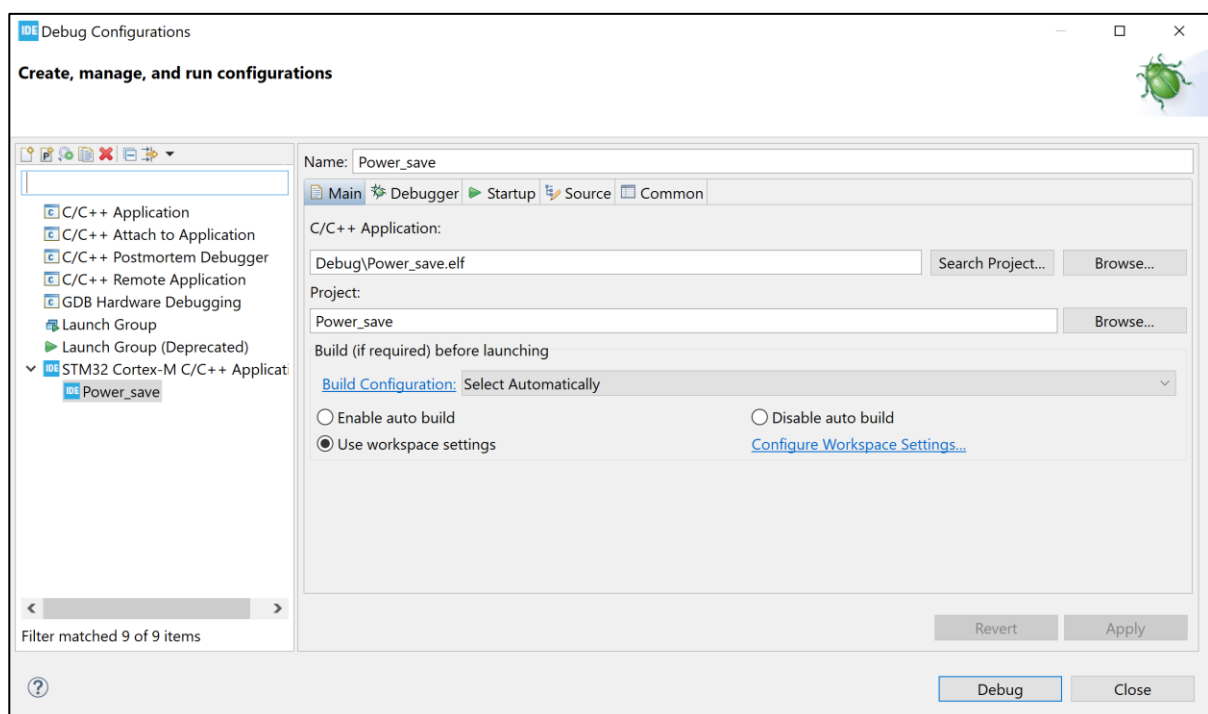 IDE Debug Configurations
Create, manage, and run configurations
Name: Power_save
Main Debugger Startup Source Common
C/C++ Application
C/C++ Attach to Application
C/C++ Postmortem Debugger
C/C++ Remote Application
GDB Hardware Debugging
Launch Group
Launch Group (Deprecated)
IDE STM32 Cortex-M C/C++ Applicati
IDE Power_save
Filter matched 9 of 9 items
C/C++ Application:
Debug\Power_save.elf Search Project... Browse...
Project:
Power_save Browse...
Build (if required) before launching
Build Configuration: Select Automatically
Enable auto build Disable auto build
Use workspace settings Configure Workspace Settings...
Revert Apply
? Debug Close